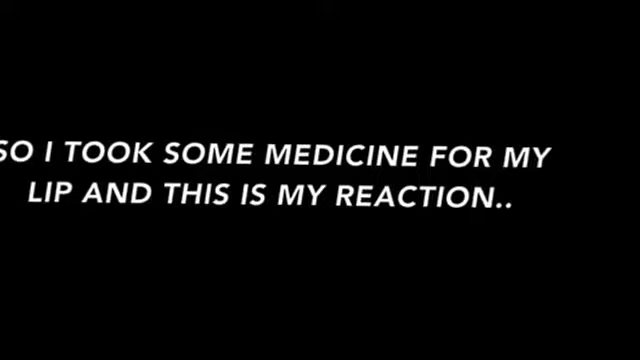 SO I TOOK SOME MEDICINE FOR MY
LIP AND THIS IS MY REACTION..